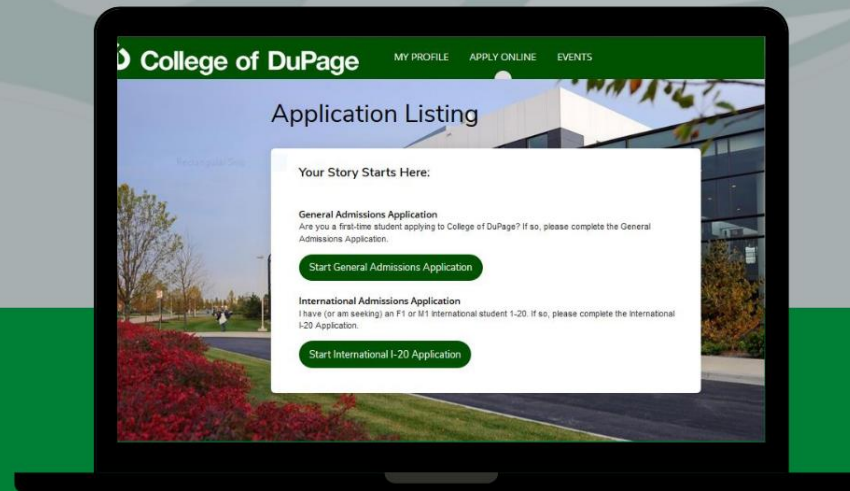 College of DuPage
MY PROFILE
APPLY ONLINE
EVENTS
Application Listing
Your Story Starts Here:
General Admissions Application
Are you a first-time student applying to College of DuPage? If so, please complete the General
Admissions Application.
Start General Admissions Application
International Admissions Application
I have (or am seeking) an F1 or M1 international student 1-20. If so, please complete the International
I-20 Application.
Start International I-20 Application